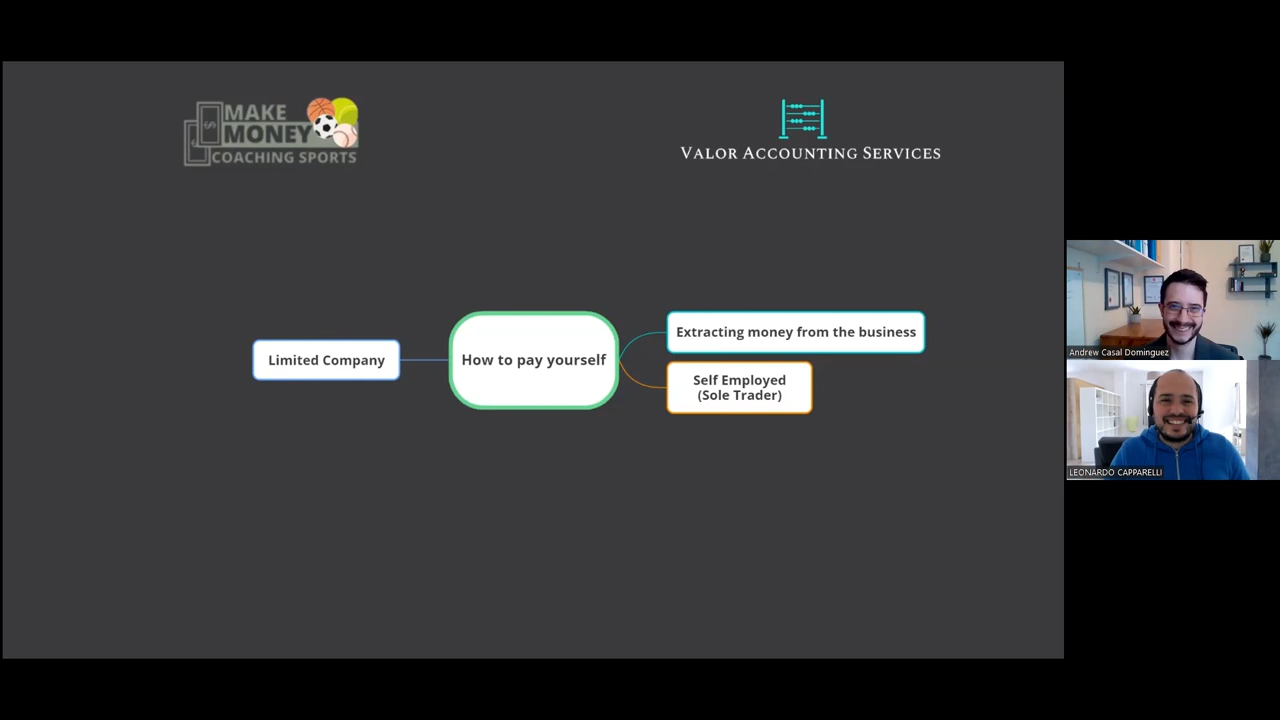 MAKE
MONEY
COACHING SPORTS
VALOR ACCOUNTING SERVICES
Limited Company
How to pay yourself
Extracting money from the business
Self Employed
(Sole Trader)
Andrew Casal Dominguez
LEONARDO CAPPARELLI